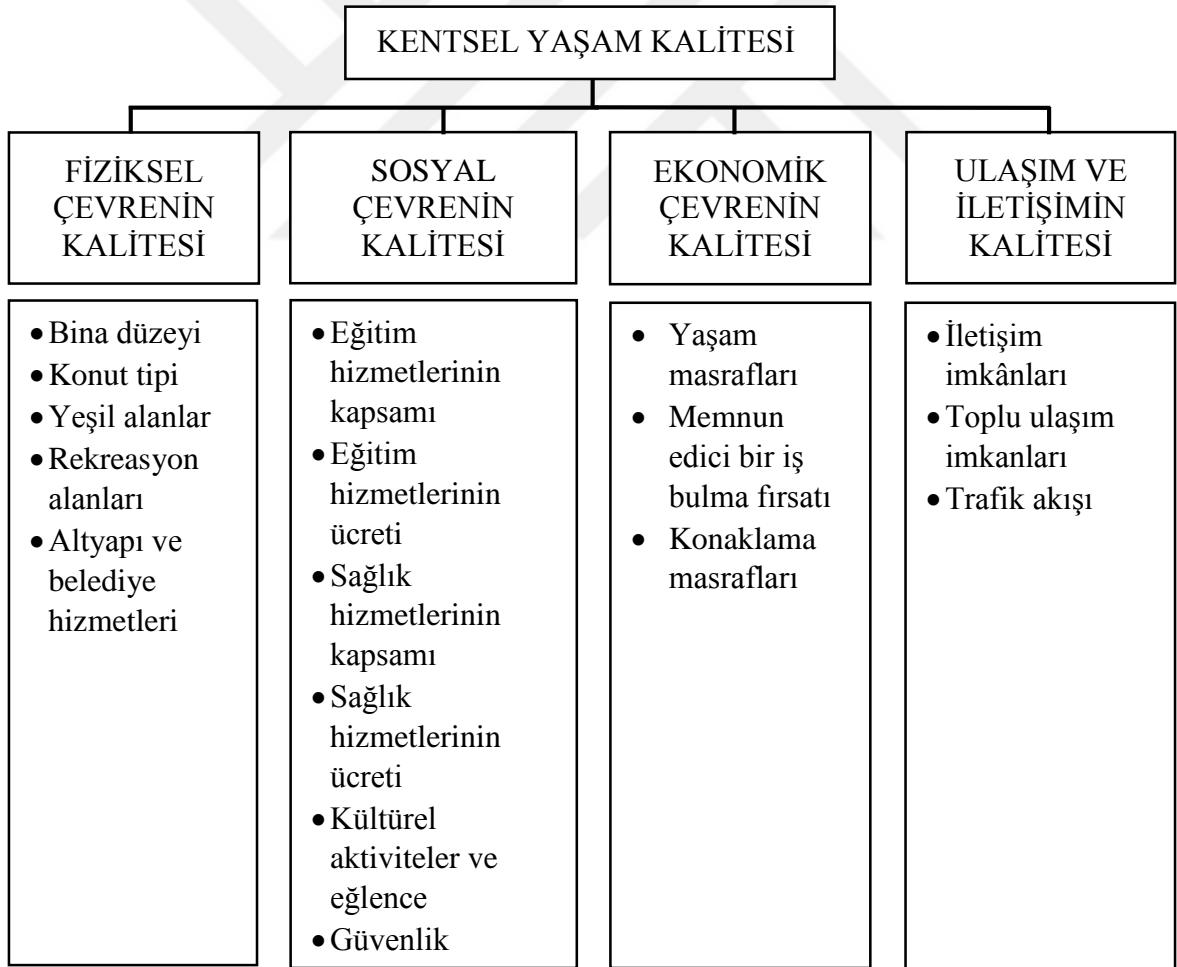 KENTSEL YAŞAM KALİTESİ
FİZİKSEL
ÇEVRENİN
KALİTESİ
SOSYAL
ÇEVRENİN
KALİTESİ
EKONOMİK
ÇEVRENİN
KALİTESİ
ULAŞIM VE
İLETİŞİMİN
KALİTESİ
• Bina düzeyi
• Konut tipi
• Yeşil alanlar
• Rekreasyon
alanları
• Altyapı ve
belediye
hizmetleri
• Eğitim
hizmetlerinin
kapsamı
• Eğitim
hizmetlerinin
ücreti
• Sağlık
hizmetlerinin
kapsamı
• Sağlık
hizmetlerinin
ücreti
• Kültürel
aktiviteler ve
eğlence
• Güvenlik
• Yaşam
masrafları
• Memnun
edici bir iş
bulma fırsatı
• Konaklama
masrafları
• İletişim
imkânları
• Toplu ulaşım
imkanları
• Trafik akışı